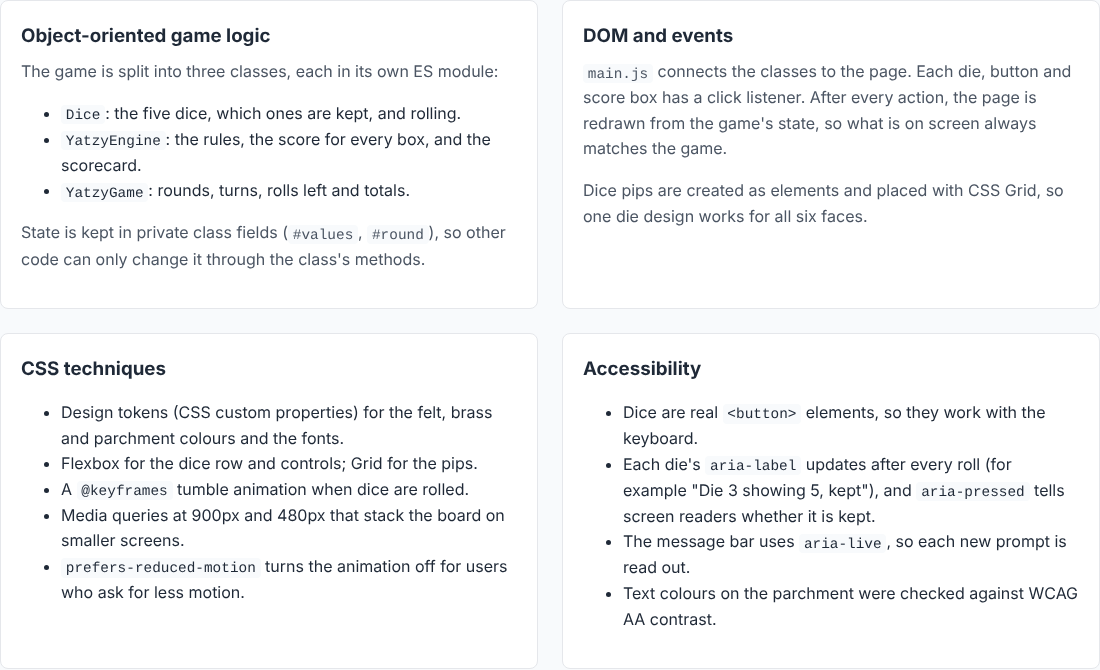 Object-oriented game logic
The game is split into three classes, each in its own ES module:
Dice : the five dice, which ones are kept, and rolling.
YatzyEngine : the rules, the score for every box, and the
scorecard.
YatzyGame : rounds, turns, rolls left and totals.
State is kept in private class fields ( #values , #round ), so other
code can only change it through the class's methods.
DOM and events
main.js connects the classes to the page. Each die, button and
score box has a click listener. After every action, the page is
redrawn from the game's state, so what is on screen always
matches the game.
Dice pips are created as elements and placed with CSS Grid, so
one die design works for all six faces.
CSS techniques
Design tokens (CSS custom properties) for the felt, brass
and parchment colours and the fonts.
Flexbox for the dice row and controls; Grid for the pips.
A @keyframes tumble animation when dice are rolled.
Media queries at 900px and 480px that stack the board on
smaller screens.
prefers-reduced-motion turns the animation off for users
who ask for less motion.
Accessibility
Dice are real <button> elements, so they work with the
keyboard.
Each die's aria-label updates after every roll (for
example "Die 3 showing 5, kept"), and aria-pressed tells
screen readers whether it is kept.
The message bar uses aria-live , so each new prompt is
read out.
Text colours on the parchment were checked against WCAG
AA contrast.